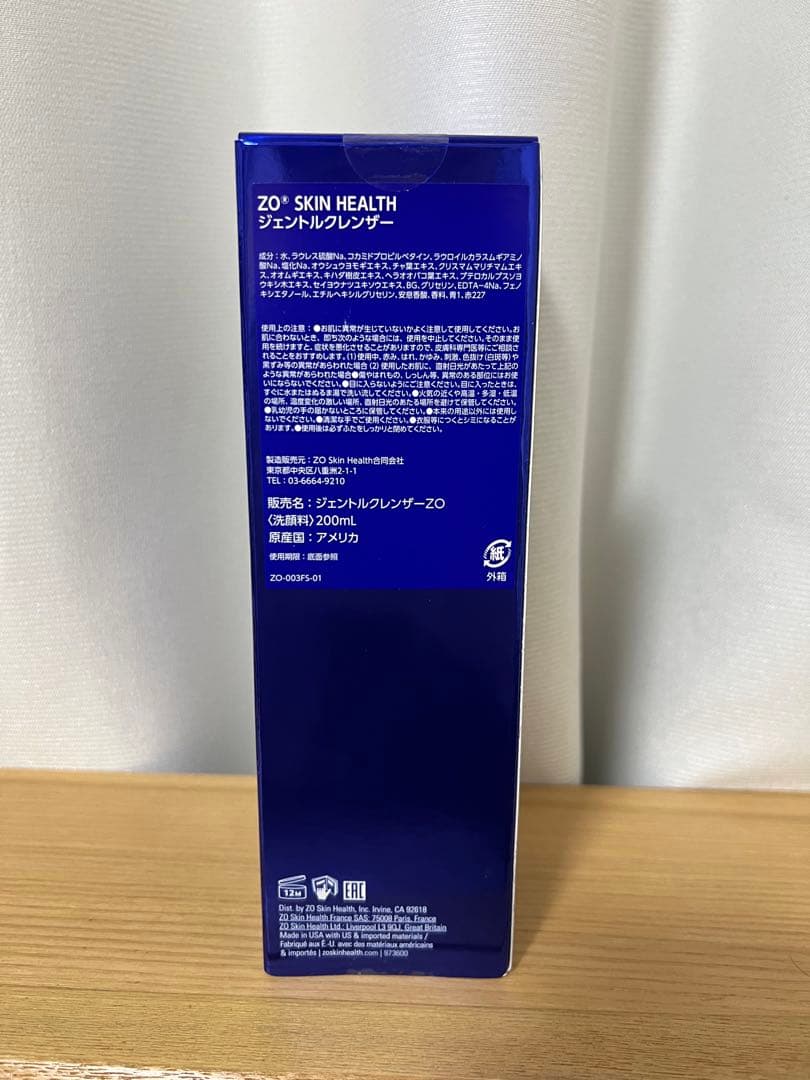 ZO® SKIN HEALTH
ジェントルクレンザー
成分：水、ラウレス硫酸Na、コカミドプロピルベタイン、ラウロイルカラスムギアミノ
酸Na、塩化Na、オウシュウヨモギエキス、チャ葉エキス、クリスマムマリチマムエキ
ス、オオムギエキス、キハダ樹皮エキス、ヘラオオバコ葉エキス、プテロカルプスソヨ
ウキシホエキス、セイヨウナツユキソウエキス、BG、グリセリン、EDTA-4Na、フェノ
キシエタノール、エチルヘキシルグリセリン、安息香酸、香料、青1、赤227
使用上の注意：●お肌に異常が生じていないかよく注意して使用してください。お
肌に合わないとき、即ち次のような場合には、使用を中止してください。そのまま使
用を続けますと、症状を悪化させることがありますので、皮膚科専門医等にご相談さ
れることをおすすめします。(1)使用中、赤み、はれ、かゆみ、刺激、色抜け(白斑等)や
黒ずみ等の異常があらわれた場合 (2)使用したお肌に、直射日光があたって上記の
ような異常があらわれた場合●傷やはれもの、しっしん等、異常のある部位にはお使
いにならないでください。●目に入らないようにご注意ください。目に入ったときは、
すぐに水またはぬるま湯で洗い流してください。●火気の近くや高温・多湿・低温
の場所、温度変化の激しい場所、直射日光のあたる場所を避けて保管してください。
●乳幼児の手の届かないところに保管してください。●本来の用途以外には使用し
ないでください。●清潔な手でご使用ください。●衣服等につくとシミになることが
あります。●使用後は必ずふたをしっかりと閉めてください。
製造販売元：ZO Skin Health合同会社
東京都中央区八重洲2-1-1
TEL：03-6664-9210
販売名：ジェントルクレンザーZO
〈洗顔料〉200mL
原産国：アメリカ
使用期限：底面参照
ZO-003FS-01
紙
外箱
12M
EAC
Dist. by ZO Skin Health, Inc. Irvine, CA 92618
ZO Skin Health France SAS: 75008 Paris, France
ZO Skin Health Ltd.: Liverpool L3 9QJ, Great Britain
Made in USA with US & imported materials /
Fabriqué aux É.-U. avec des matériaux américains
& importés | zoskinhealth.com | 973600